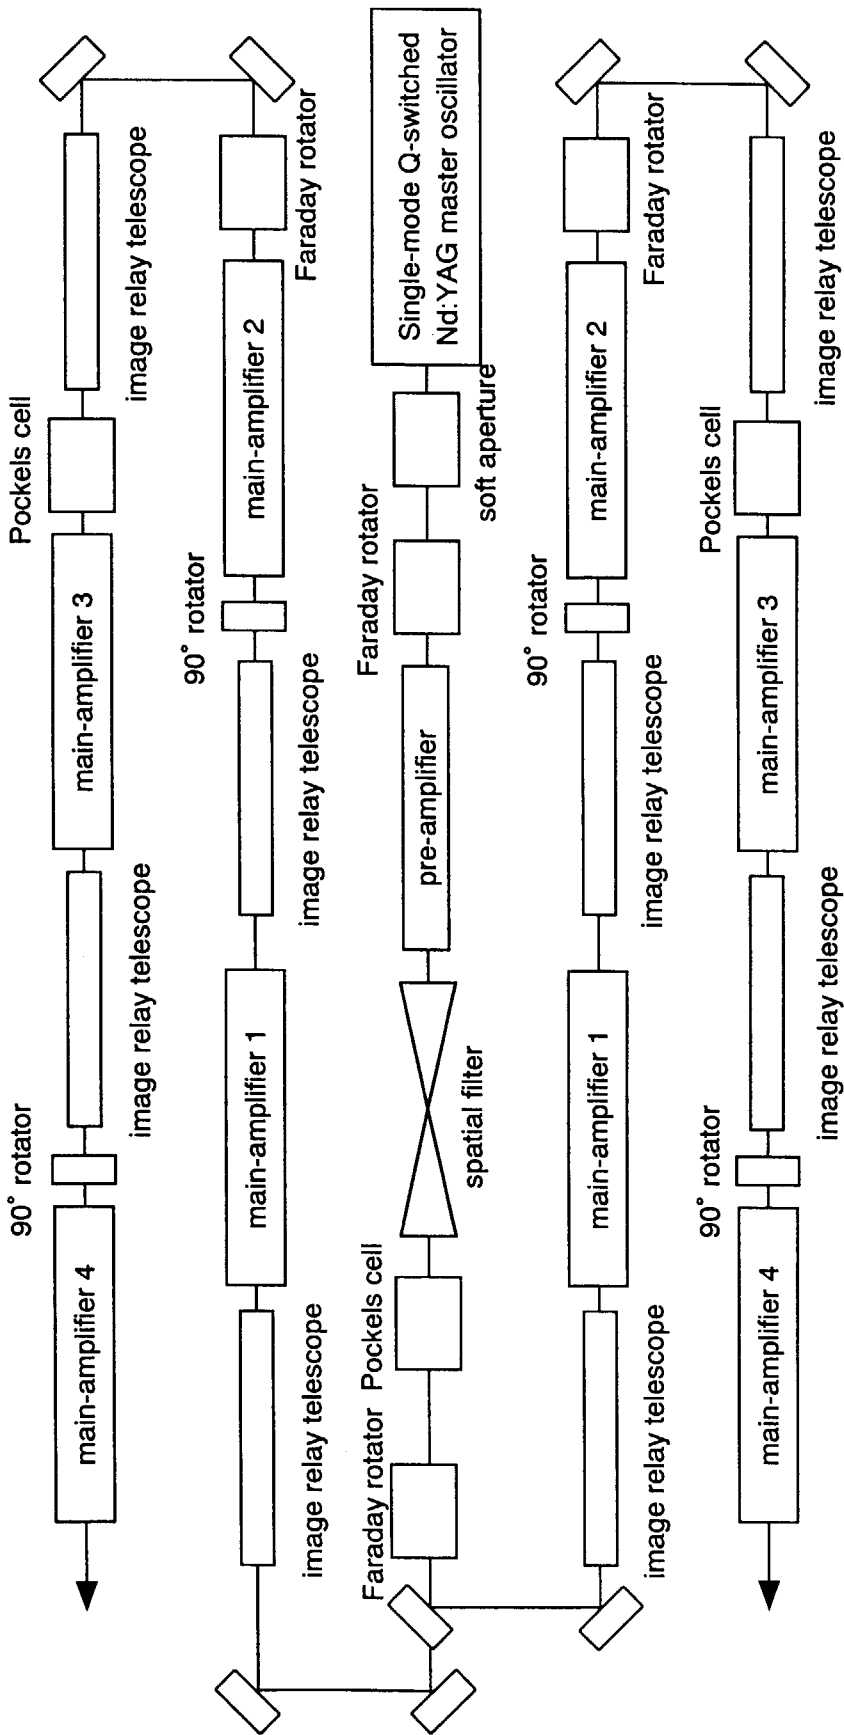 90° rotator
Pockels cell
main-amplifier 4
main-amplifier 3
image relay telescope
image relay telescope
90° rotator
main-amplifier 1
main-amplifier 2
image relay telescope
image relay telescope
Faraday rotator
Faraday rotator
Pockels cell
Faraday rotator
pre-amplifier
Single-mode Q-switched
Nd:YAG master oscillator
spatial filter
soft aperture
90° rotator
main-amplifier 1
main-amplifier 2
image relay telescope
image relay telescope
Faraday rotator
90° rotator
Pockels cell
main-amplifier 4
main-amplifier 3
image relay telescope
image relay telescope